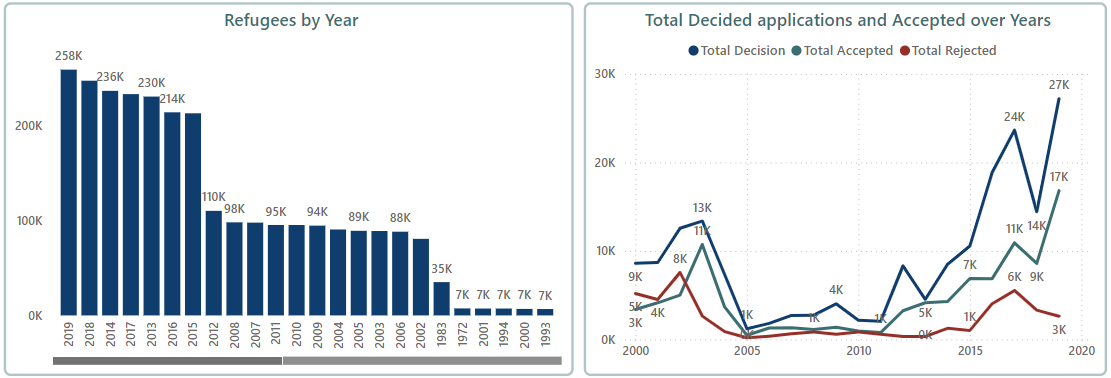 Refugees by Year
258K
236K
230K
214K
200K
110K
98K
95K
94K
89K
88K
100K
35K
7K 7K 7K 7K 7K
0K
2019 2018 2014 2017 2013 2016 2015 2012 2008 2007 2011 2010 2009 2004 2005 2003 2006 2002 1983 1972 2001 1994 2000 1993
Total Decided applications and Accepted over Years
Total Decision Total Accepted Total Rejected
30K
27K
24K
20K
17K
13K
11K
11K
14K
10K
9K
8K
7K
6K
9K
5K
4K
3K
4K
5K
1K
1K
1K
1K
0K
3K
0K
2000 2005 2010 2015 2020